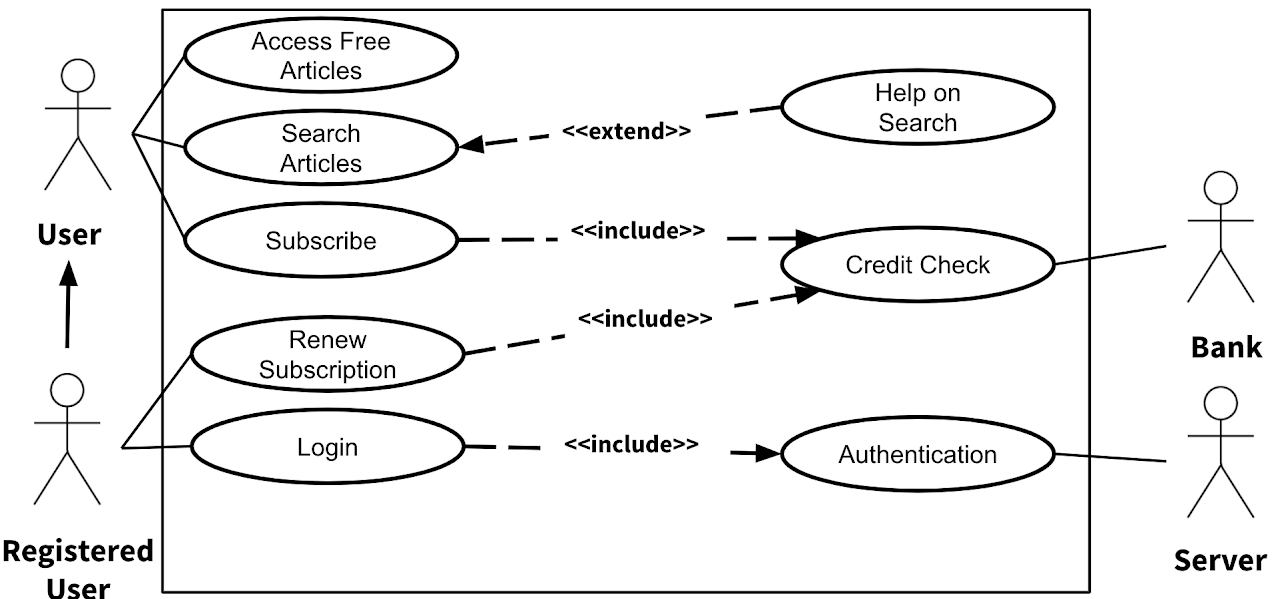 Access Free
Articles
Help on
Search
Search
Articles
<<extend>>
User
Subscribe
<<include>>
Credit Check
<<include>>
Bank
Renew
Subscription
Login
<<include>>
Authentication
Registered
User
Server